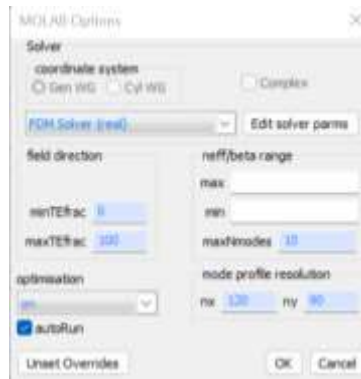 MOLAB Options
Solver
coordinate system
Gen WG Cyl WG
Complex
FDM Solver (real)
Edit solver parms
field direction
neff/beta range
max
minTEfrac 0
min
maxTEfrac 100
maxNmodes 10
optimisation
node profile resolution
nx 120 ny 90
autoRun
Unset Overrides
OK Cancel